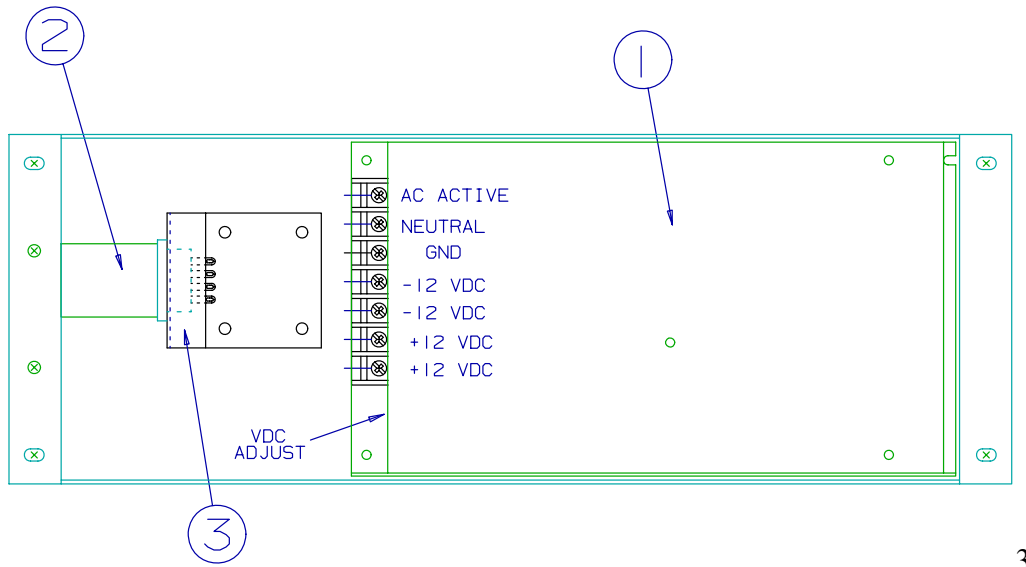 2
1
AC ACTIVE
NEUTRAL
GND
-12 VDC
-12 VDC
+12 VDC
+12 VDC
VDC
ADJUST
3